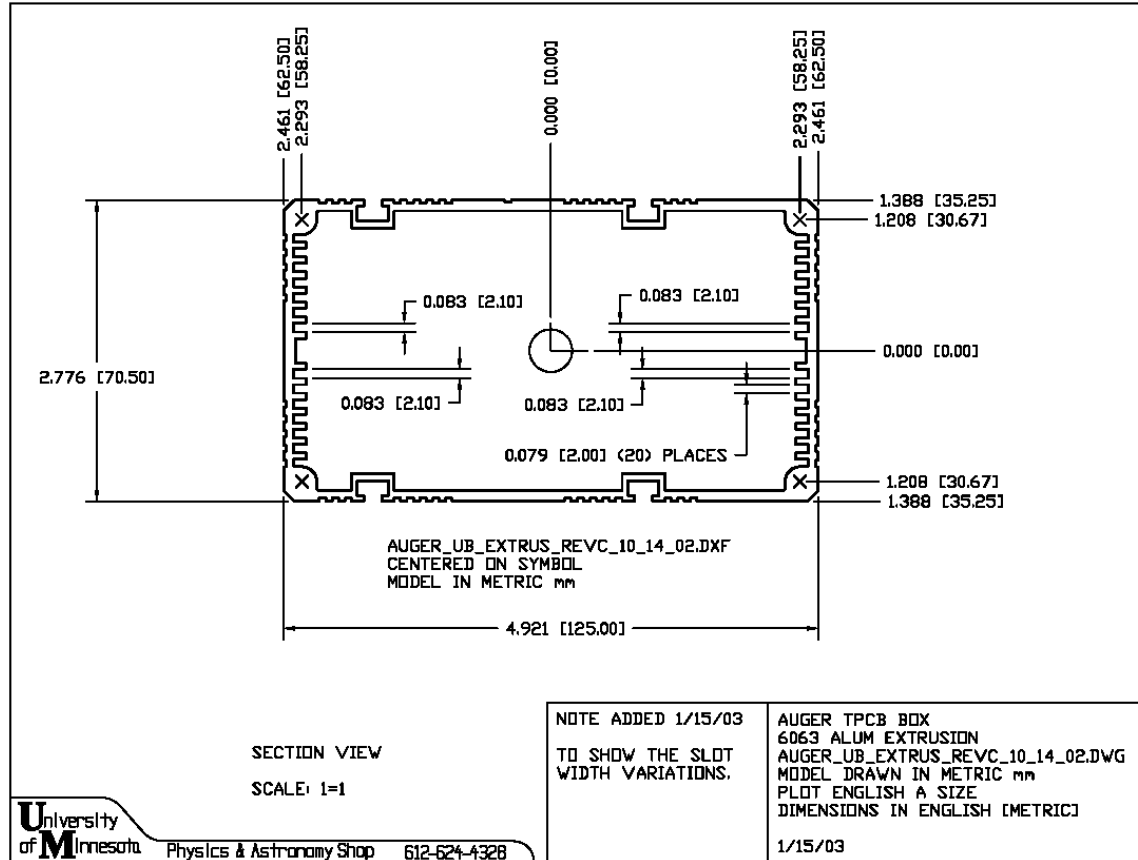 2.461 [62.50]
2.293 [58.25]
0.000 [0.00]
2.293 [58.25]
2.461 [62.50]
1.388 [35.25]
1.208 [30.67]
0.083 [2.10]
0.083 [2.10]
0.000 [0.00]
2.776 [70.50]
0.083 [2.10]
0.083 [2.10]
0.079 [2.00] (20) PLACES
1.208 [30.67]
1.388 [35.25]
AUGER_UB_EXTRUS_REVC_10_14_02.DXF
CENTERED ON SYMBOL
MODEL IN METRIC mm
4.921 [125.00]
SECTION VIEW
SCALE: 1=1
NOTE ADDED 1/15/03
TO SHOW THE SLOT
WIDTH VARIATIONS.
AUGER TPCB BOX
6063 ALUM EXTRUSION
AUGER_UB_EXTRUS_REVC_10_14_02.DWG
MODEL DRAWN IN METRIC mm
PLOT ENGLISH A SIZE
DIMENSIONS IN ENGLISH [METRIC]
1/15/03
University
of Minnesota
Physics & Astronomy Shop 612-624-4328